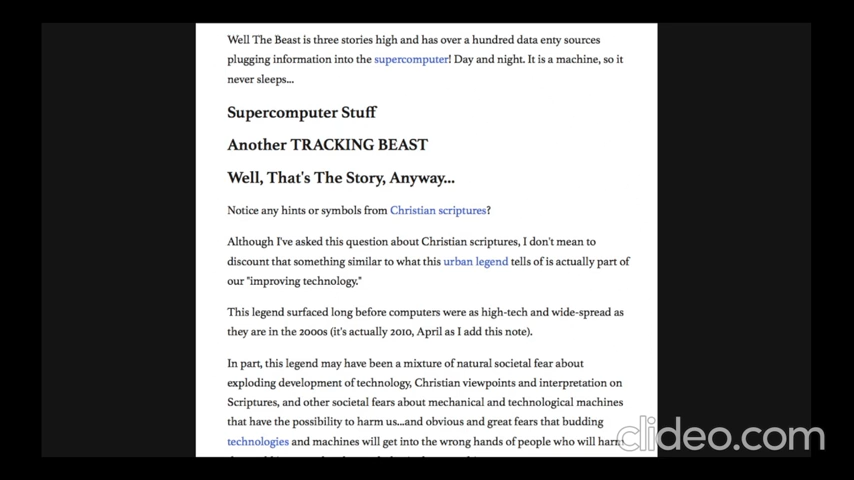 Well The Beast is three stories high and has over a hundred data enty sources
plugging information into the supercomputer! Day and night. It is a machine, so it
never sleeps...
Supercomputer Stuff
Another TRACKING BEAST
Well, That's The Story, Anyway...
Notice any hints or symbols from Christian scriptures?
Although I've asked this question about Christian scriptures, I don't mean to
discount that something similar to what this urban legend tells of is actually part of
our "improving technology."
This legend surfaced long before computers were as high-tech and wide-spread as
they are in the 2000s (it's actually 2010, April as I add this note).
In part, this legend may have been a mixture of natural societal fear about
exploding development of technology, Christian viewpoints and interpretation on
Scriptures, and other societal fears about mechanical and technological machines
that have the possibility to harm us...and obvious and great fears that budding
technologies and machines will get into the wrong hands of people who will harm
clideo.com